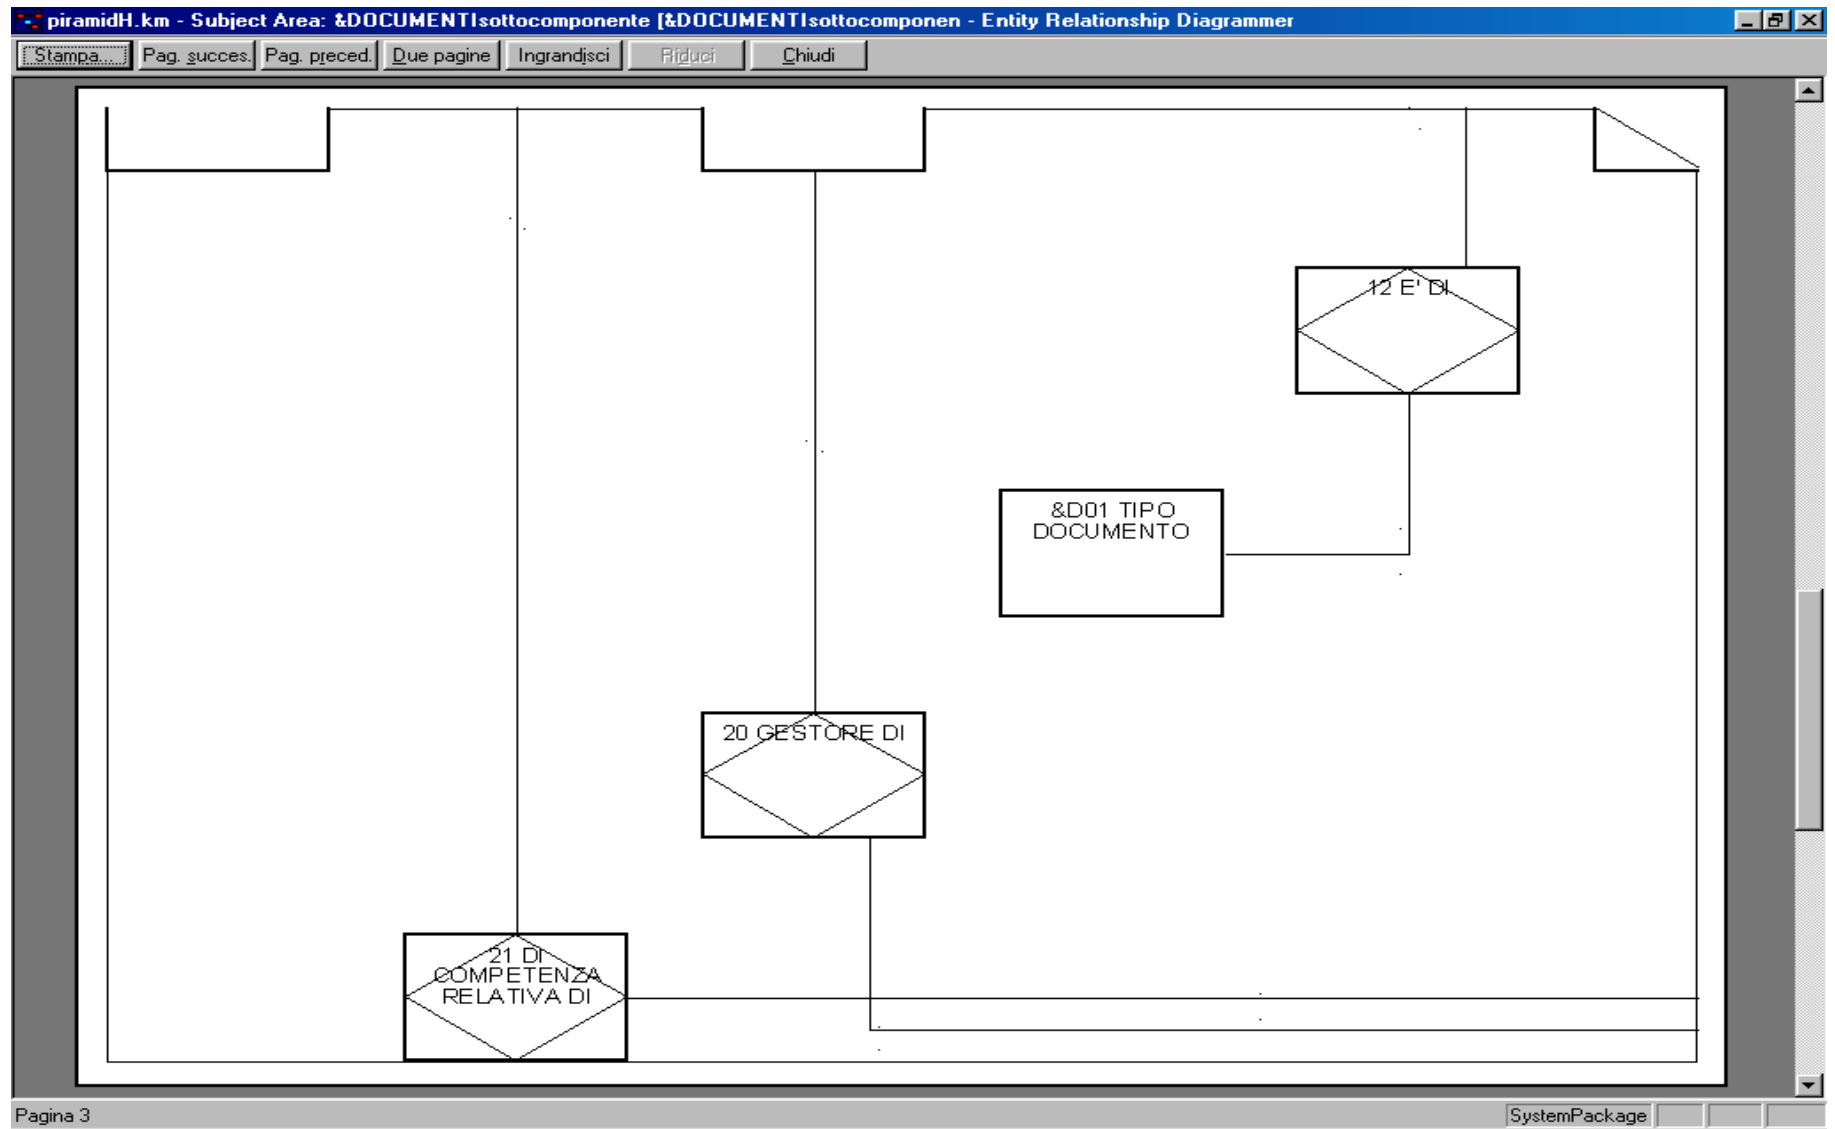 piramidH.km - Subject Area: &DOCUMENTIsottocomponente [&DOCUMENTIsottocomponen - Entity Relationship Diagrammer
Stampa... Pag. succes. Pag. preced. Due pagine Ingrandisci Riduci Chiudi
12 E' DI
&D01 TIPO
DOCUMENTO
20 GESTORE DI
21 DI
COMPETENZA
RELATIVA DI
Pagina 3
SystemPackage